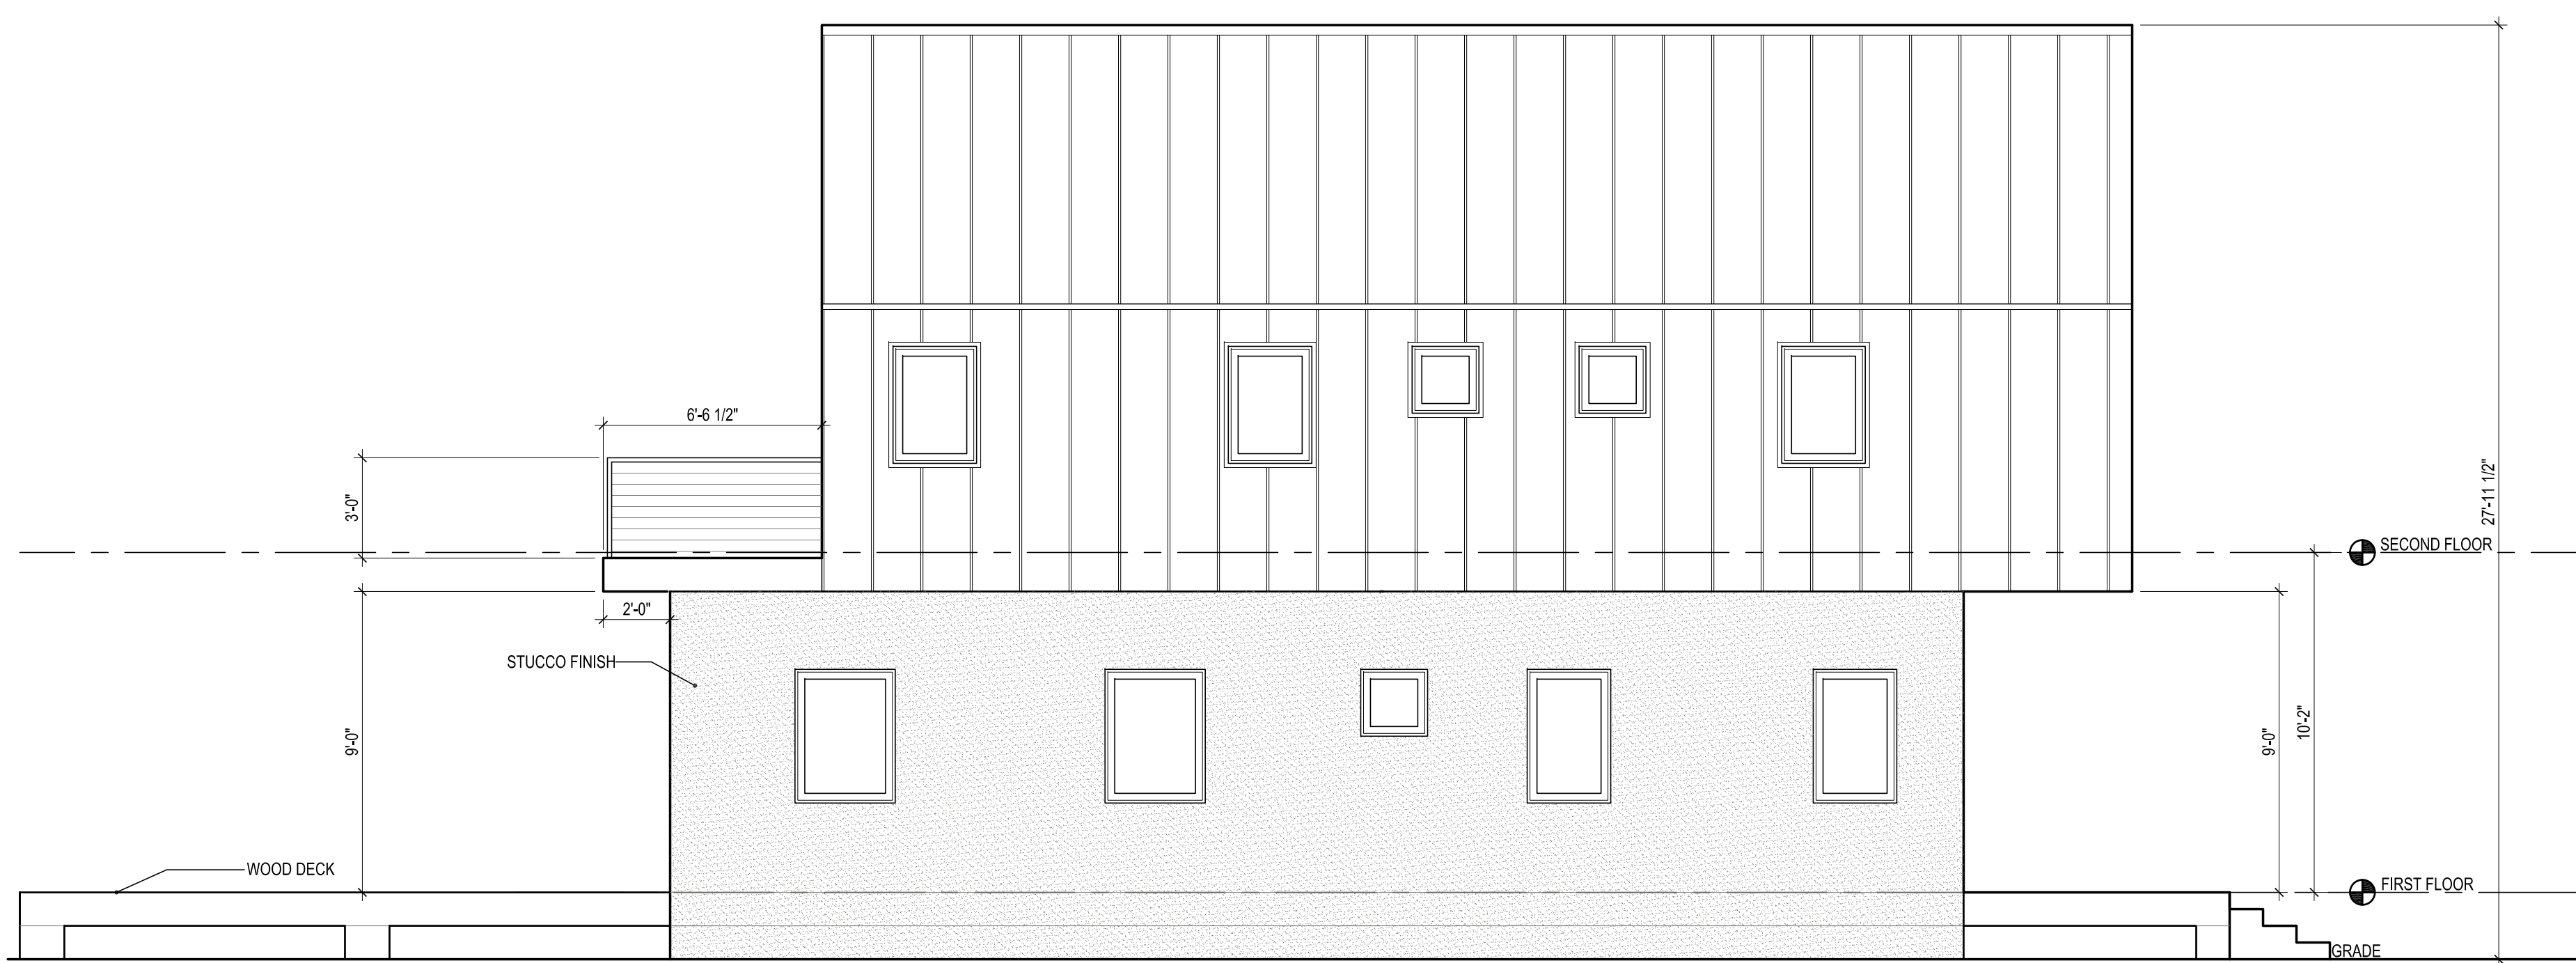 6'-6 1/2"
3'-0"
27'-11 1/2"
SECOND FLOOR
2'-0"
STUCCO FINISH
9'-0"
9'-0"
10'-2"
WOOD DECK
FIRST FLOOR
GRADE